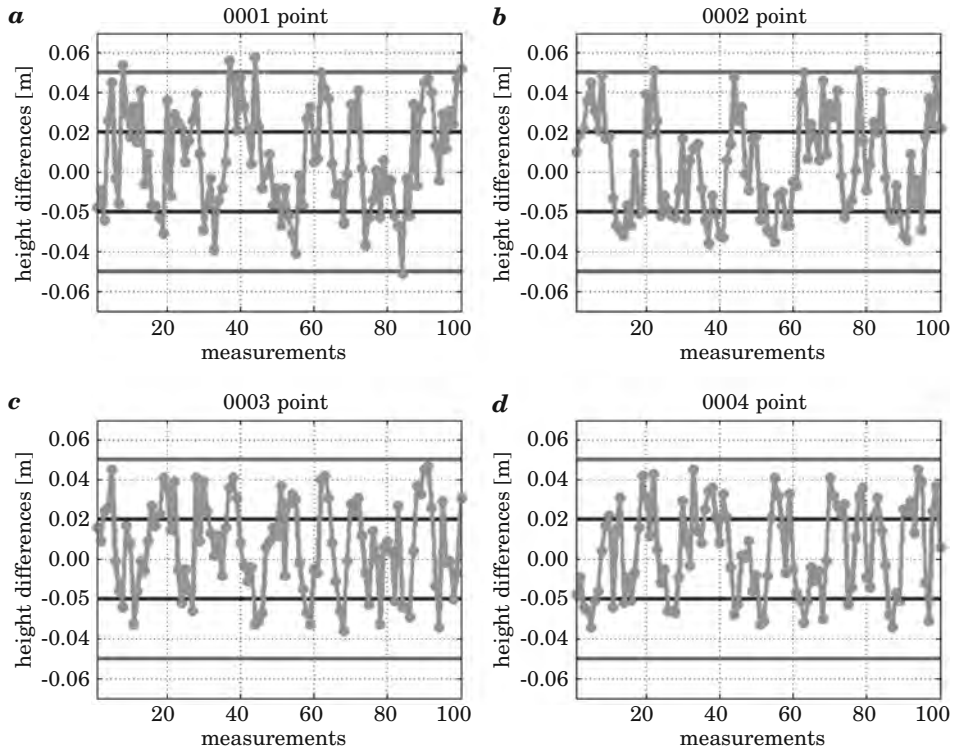 a 0001 point
height differences [m]
0.06
0.04
0.02
0.00
-0.05
-0.04
-0.06
20 40 60 80 100
measurements
b 0002 point
height differences [m]
0.06
0.04
0.02
0.00
-0.05
-0.04
-0.06
20 40 60 80 100
measurements
c 0003 point
height differences [m]
0.06
0.04
0.02
0.00
-0.05
-0.04
-0.06
20 40 60 80 100
measurements
d 0004 point
height differences [m]
0.06
0.04
0.02
0.00
-0.05
-0.04
-0.06
20 40 60 80 100
measurements